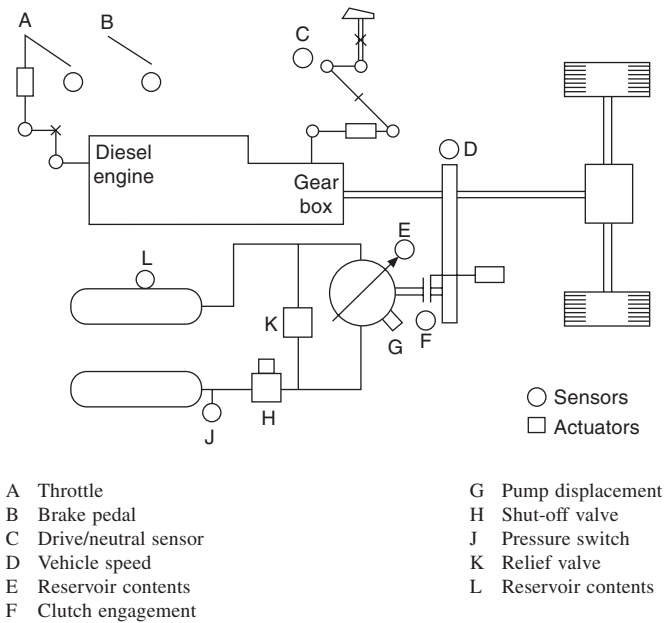 A
B
C
Diesel
engine
Gear
box
D
E
L
K
G
F
H
J
Sensors
Actuators
A Throttle
B Brake pedal
C Drive/neutral sensor
D Vehicle speed
E Reservoir contents
F Clutch engagement
G Pump displacement
H Shut-off valve
J Pressure switch
K Relief valve
L Reservoir contents